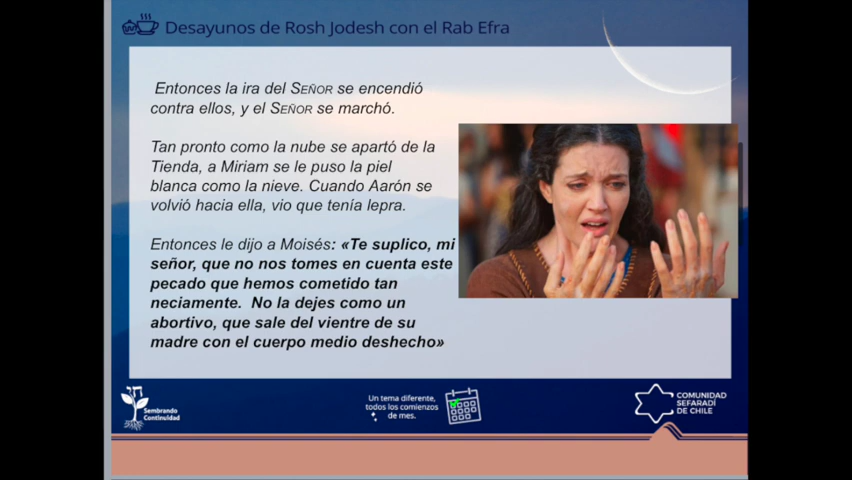 Desayunos de Rosh Jodesh con el Rab Efra
Entonces la ira del SEÑOR se encendió
contra ellos, y el SEÑOR se marchó.
Tan pronto como la nube se apartó de la
Tienda, a Miriam se le puso la piel
blanca como la nieve. Cuando Aarón se
volvió hacia ella, vio que tenía lepra.
Entonces le dijo a Moisés: «Te suplico, mi
señor, que no nos tomes en cuenta este
pecado que hemos cometido tan
neciamente.  No la dejes como un
abortivo, que sale del vientre de su
madre con el cuerpo medio deshecho»
Sembrando
Continuidad
Un tema diferente,
todos los comienzos
de mes.
COMUNIDAD
SEFARADÍ
DE CHILE